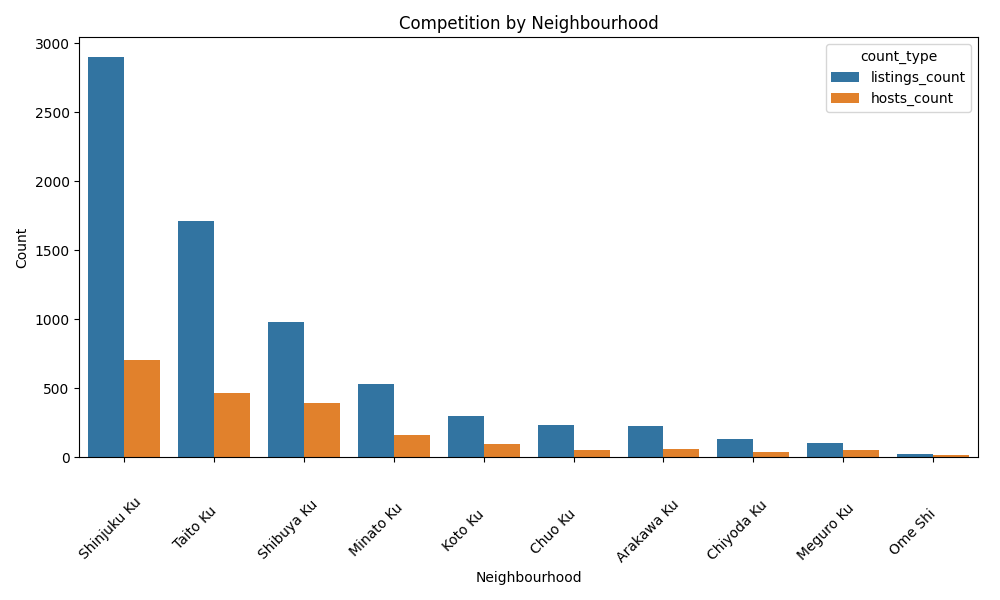 Competition by Neighbourhood
count_type
listings_count
hosts_count
Count
3000
2500
2000
1500
1000
500
0
Shinjuku Ku
Taito Ku
Shibuya Ku
Minato Ku
Koto Ku
Chuo Ku
Arakawa Ku
Chiyoda Ku
Meguro Ku
Ome Shi
Neighbourhood